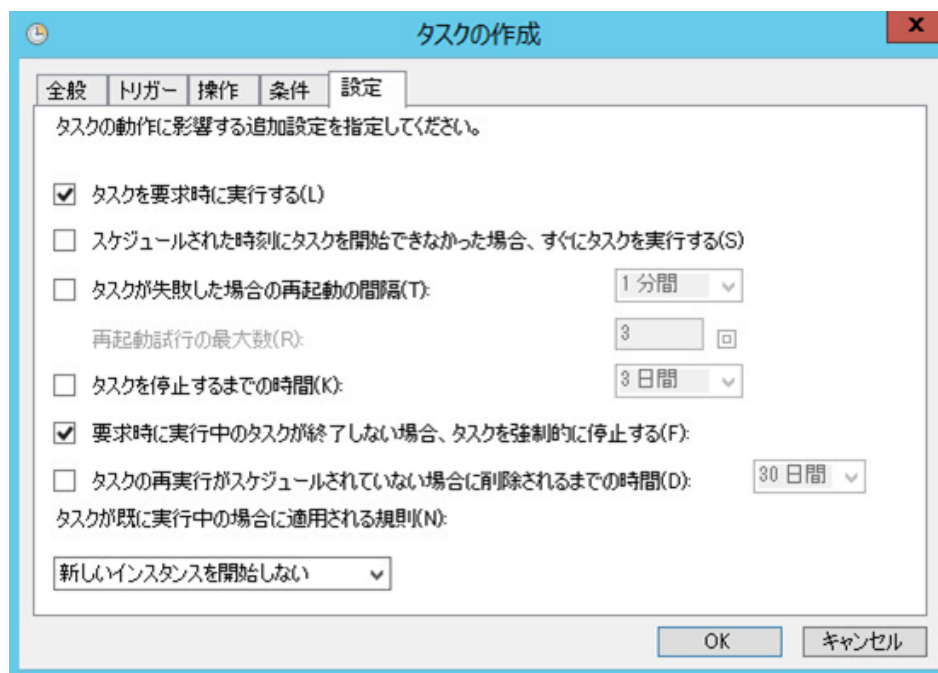 タスクの作成
x
全般 トリガー 操作 条件 設定
タスクの動作に影響する追加設定を指定してください。
タスクを要求時に実行する(L)
スケジュールされた時刻にタスクを開始できなかった場合、すぐにタスクを実行する(S)
タスクが失敗した場合の再起動の間隔(T): 1 分間
再起動試行の最大数(R): 3 回
タスクを停止するまでの時間(K): 3 日間
要求時に実行中のタスクが終了しない場合、タスクを強制的に停止する(F):
タスクの再実行がスケジュールされていない場合に削除されるまでの時間(D): 30 日間
タスクが既に実行中の場合に適用される規則(N):
新しいインスタンスを開始しない
OK キャンセル